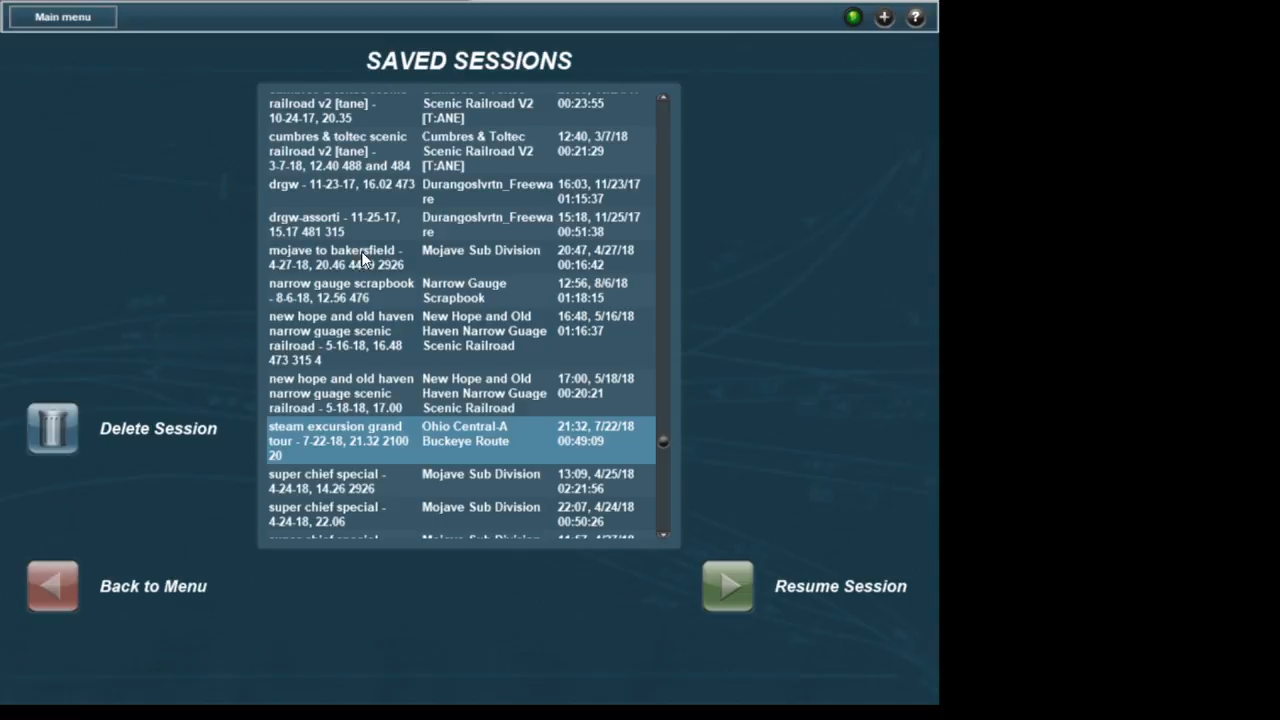 Main menu
SAVED SESSIONS
railroad v2 [tane] - Scenic Railroad V2 00:23:55
10-24-17, 20.35 [T:ANE]
cumbres & toltec scenic Cumbres & Toltec 12:40, 3/7/18
railroad v2 [tane] - Scenic Railroad V2 00:21:29
3-7-18, 12.40 488 and 484 [T:ANE]
drgw - 11-23-17, 16.02 473 Durangoslvrtn_Freewa 16:03, 11/23/17
re 01:15:37
drgw-assorti - 11-25-17, Durangoslvrtn_Freewa 15:18, 11/25/17
15.17 481 315 re 00:51:38
mojave to bakersfield - Mojave Sub Division 20:47, 4/27/18
4-27-18, 20.46 2926 00:16:42
narrow gauge scrapbook Narrow Gauge 12:56, 8/6/18
- 8-6-18, 12.56 476 Scrapbook 01:18:15
new hope and old haven New Hope and Old 16:48, 5/16/18
narrow guage scenic Haven Narrow Guage 01:16:37
railroad - 5-16-18, 16.48 Scenic Railroad
473 315 4
new hope and old haven New Hope and Old 17:00, 5/18/18
narrow guage scenic Haven Narrow Guage 00:20:21
railroad - 5-18-18, 17.00 Scenic Railroad
steam excursion grand Ohio Central-A 21:32, 7/22/18
tour - 7-22-18, 21.32 2100 Buckeye Route 00:49:09
20
super chief special - Mojave Sub Division 13:09, 4/25/18
4-24-18, 14.26 2926 02:21:56
super chief special - Mojave Sub Division 22:07, 4/24/18
4-24-18, 22.06 00:50:26
Delete Session
Back to Menu
Resume Session